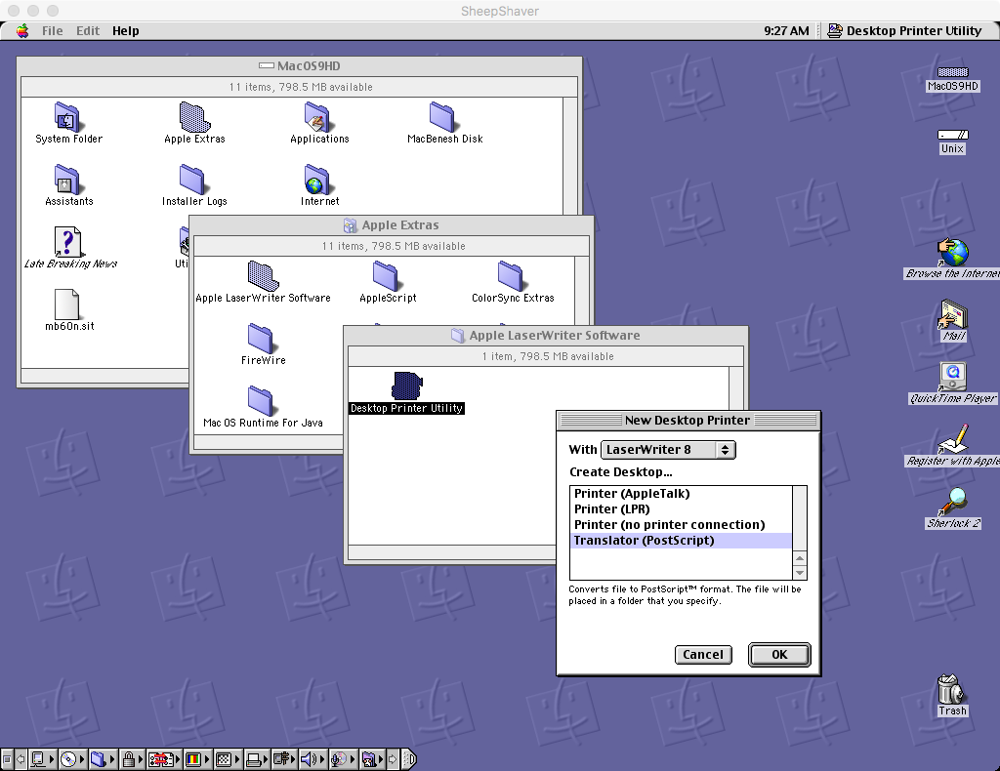 SheepShaver
File Edit Help
9:27 AM Desktop Printer Utility
MacOS9HD
11 items, 798.5 MB available
System Folder
Apple Extras
Applications
MacBenesh Disk
Assistants
Installer Logs
Internet
Late Breaking News
Uti
mb60n.sit
Apple Extras
11 items, 798.5 MB available
Apple LaserWriter Software
AppleScript
ColorSync Extras
FireWire
Mac OS Runtime For Java
Apple LaserWriter Software
1 item, 798.5 MB available
Desktop Printer Utility
New Desktop Printer
With LaserWriter 8
Create Desktop...
Printer (AppleTalk)
Printer (LPR)
Printer (no printer connection)
Translator (PostScript)
Converts file to PostScript™ format. The file will be
placed in a folder that you specify.
Cancel OK
MacOS9HD
Unix
Browse the Internet
Mail
QuickTime Player
Register with Apple
Sherlock 2
Trash